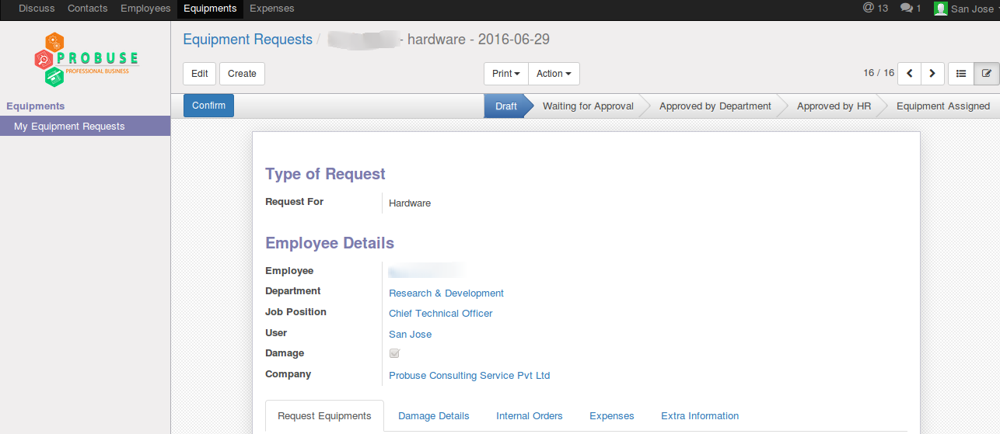 Discuss Contacts Employees Equipments Expenses @ 13 1 San Jose
PROBUSE
PROFESSIONAL BUSINESS
Equipment Requests / - hardware - 2016-06-29
Edit Create Print Action 16 / 16
Equipments
My Equipment Requests
Confirm Draft Waiting for Approval Approved by Department Approved by HR Equipment Assigned
Type of Request
Request For Hardware
Employee Details
Employee
Department Research & Development
Job Position Chief Technical Officer
User San Jose
Damage
Company Probuse Consulting Service Pvt Ltd
Request Equipments Damage Details Internal Orders Expenses Extra Information